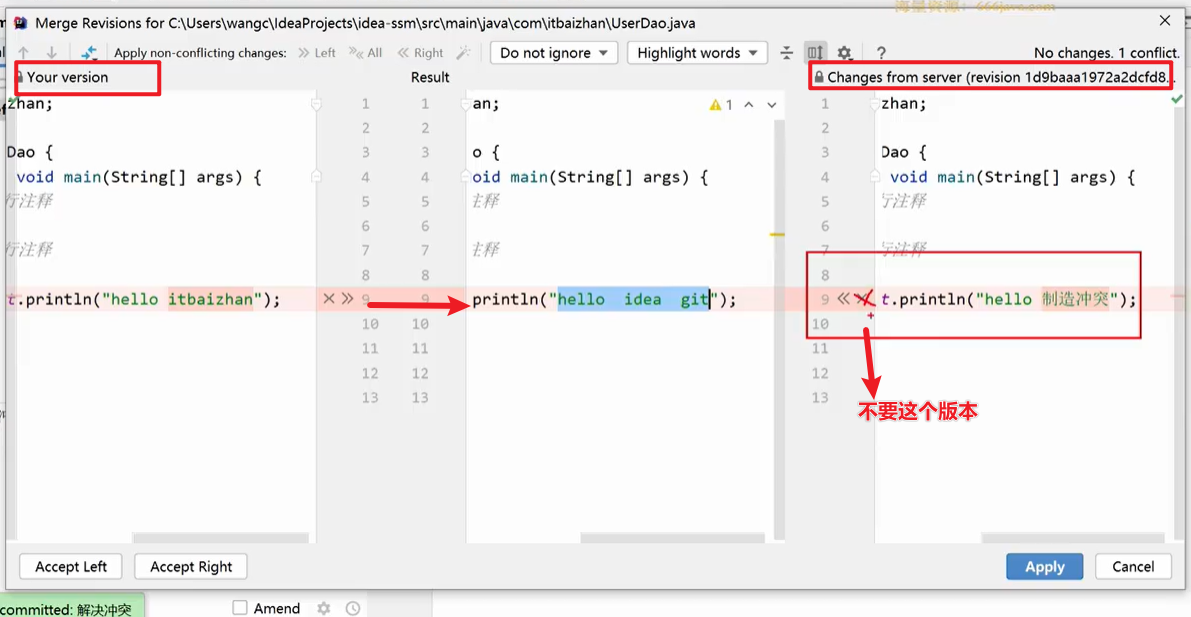 海量资源：666java.com
Merge Revisions for C:\Users\wangc\IdeaProjects\idea-ssm\src\main\java\com\itbaizhan\UserDao.java
Apply non-conflicting changes: Left All Right Do not ignore Highlight words ? No changes. 1 conflict.
Your version Result Changes from server (revision 1d9baaa1972a2dcfd8...
zhan; 1 1 an; 1 1 zhan;
2 2 2
Dao { 3 3 o { 3 Dao {
void main(String[] args) { 4 4 oid main(String[] args) { 4 void main(String[] args) {
行注释 5 5 注释 5 行注释
6 6 6
行注释 7 7 注释 7 行注释
8 8 8
t.println("hello itbaizhan"); 9 9 println("hello idea git"); 9 t.println("hello 制造冲突");
10 10 10
11 11 11
12 12 12
13 13 13
不要这个版本
Accept Left Accept Right Apply Cancel
committed: 解决冲突 Amend